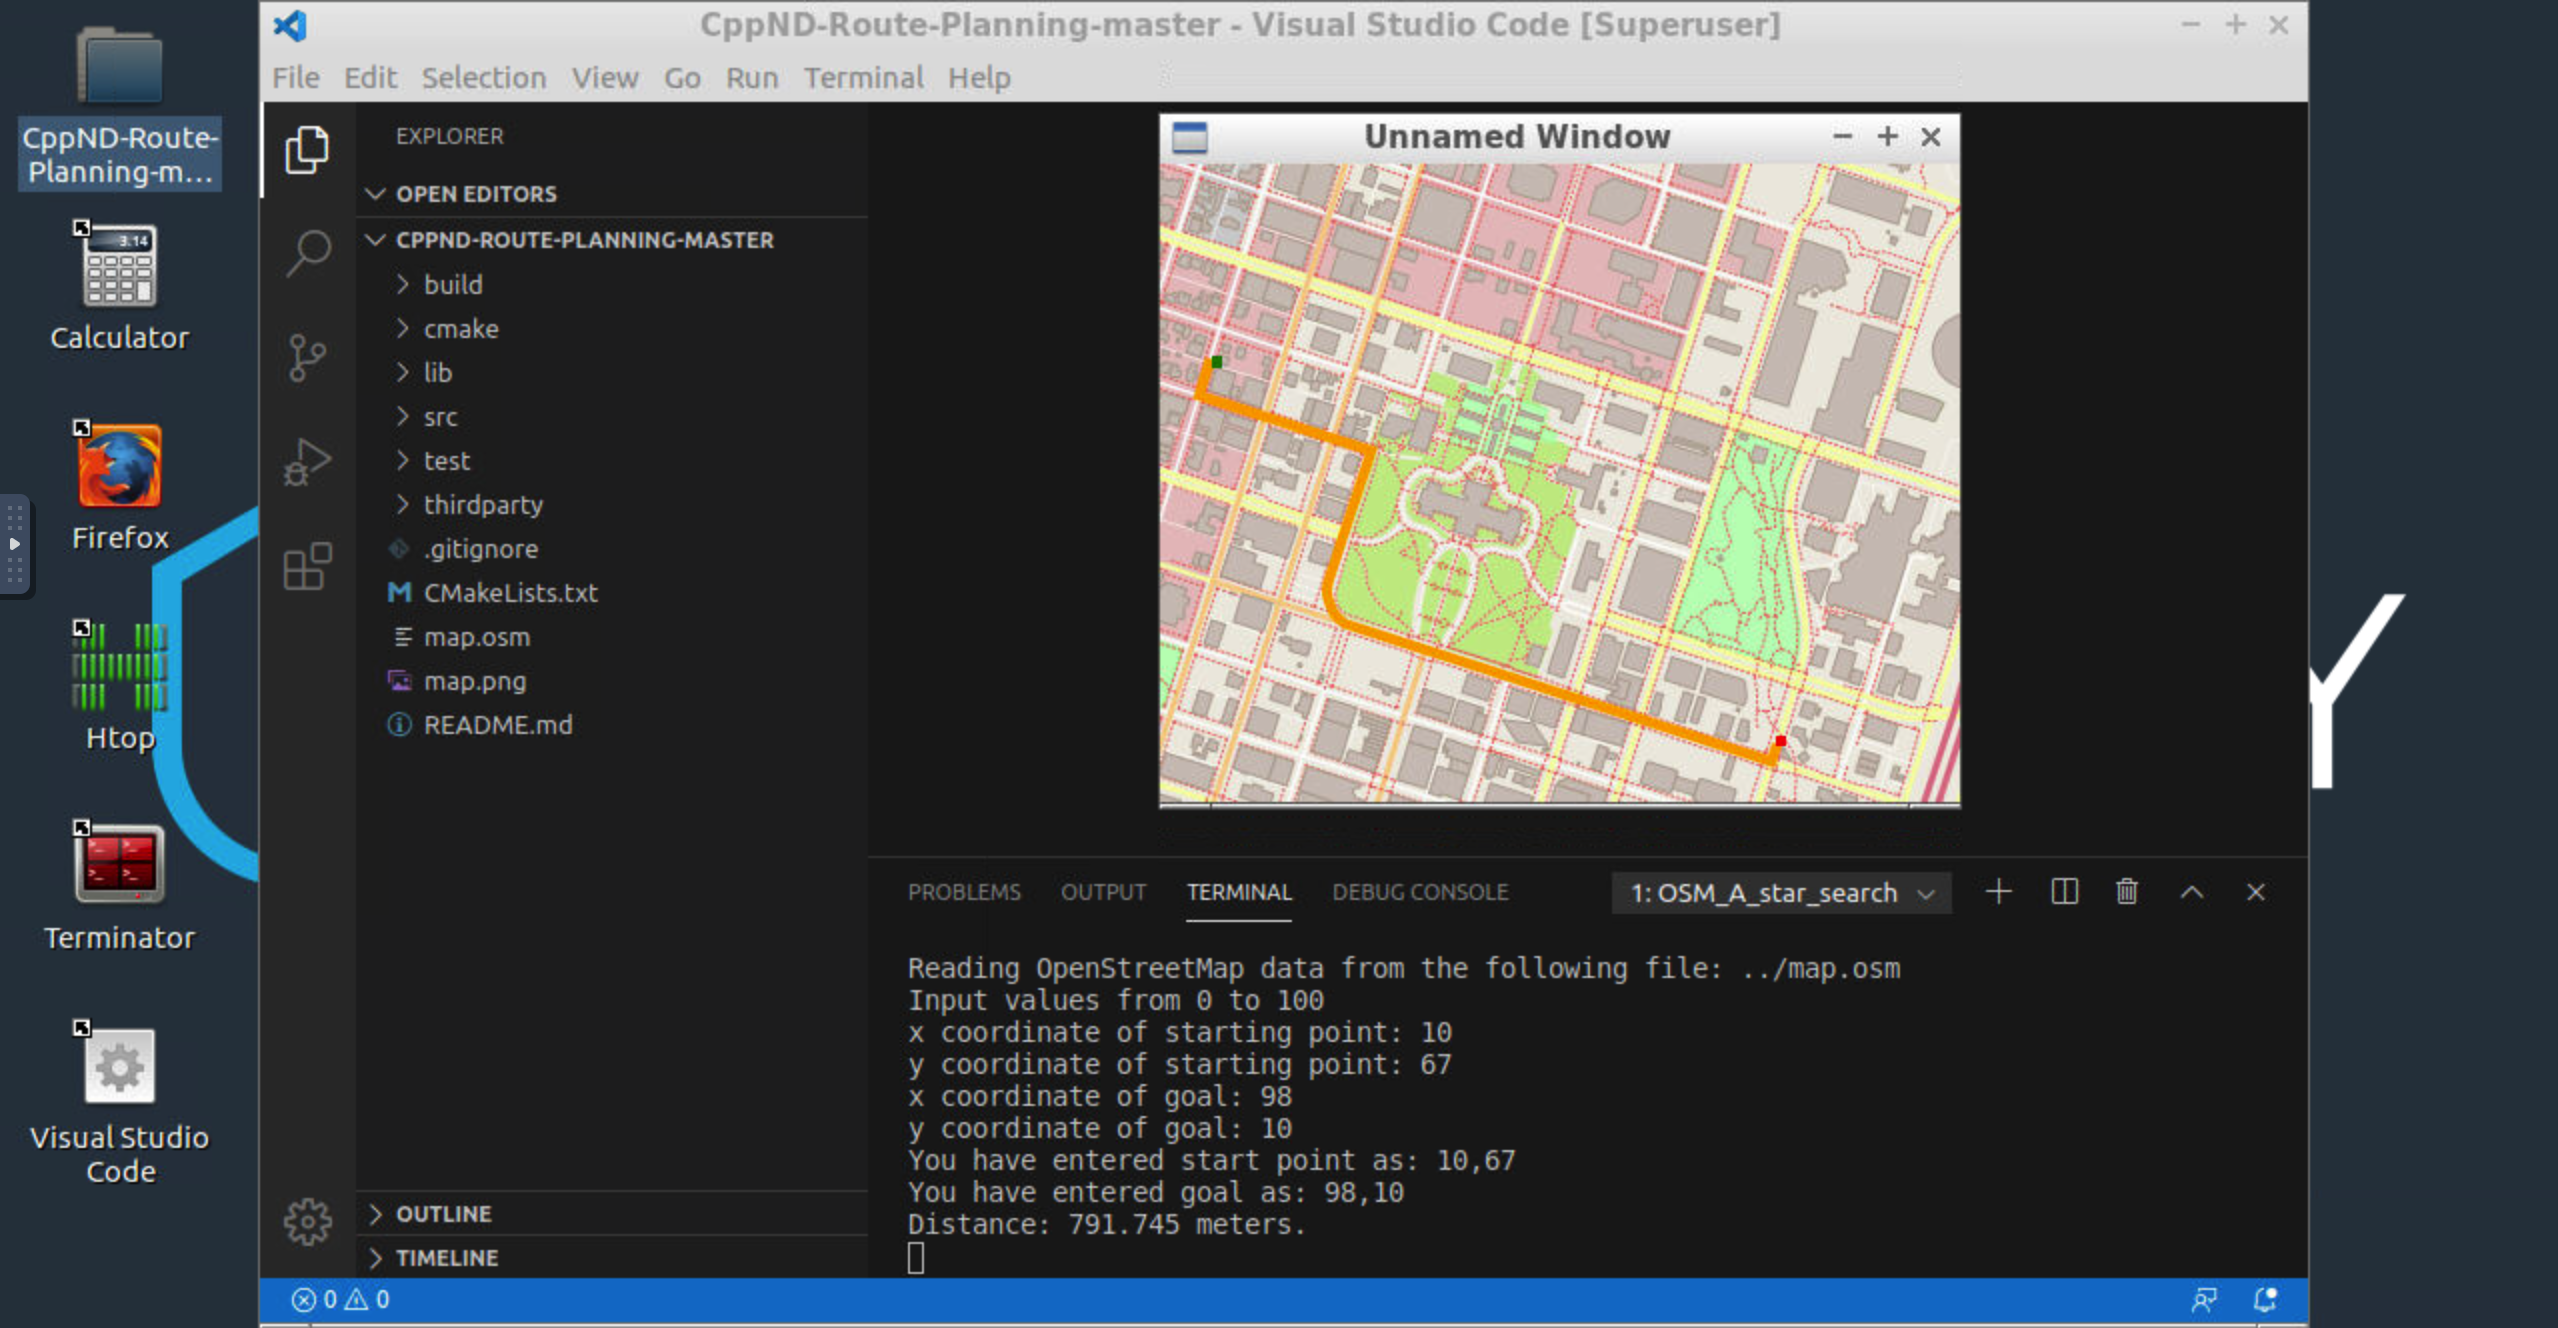 CppND-Route-Planning-master - Visual Studio Code [Superuser]
File Edit Selection View Go Run Terminal Help
CppND-Route-
Planning-m...
3.14
Calculator
Firefox
Htop
Terminator
Visual Studio
Code
EXPLORER
OPEN EDITORS
CPPND-ROUTE-PLANNING-MASTER
build
cmake
lib
src
test
thirdparty
.gitignore
CMakeLists.txt
map.osm
map.png
README.md
OUTLINE
TIMELINE
Unnamed Window
Y
PROBLEMS OUTPUT TERMINAL DEBUG CONSOLE 1: OSM_A_star_search
Reading OpenStreetMap data from the following file: ../map.osm
Input values from 0 to 100
x coordinate of starting point: 10
y coordinate of starting point: 67
x coordinate of goal: 98
y coordinate of goal: 10
You have entered start point as: 10,67
You have entered goal as: 98,10
Distance: 791.745 meters.
0 0